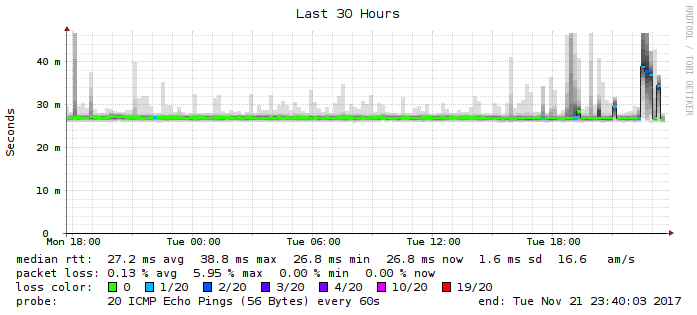 Last 30 Hours
RRDTOOL / TOBI OETIKER
Seconds
40 m
30 m
20 m
10 m
0
Mon 18:00 Tue 00:00 Tue 06:00 Tue 12:00 Tue 18:00
median rtt: 27.2 ms avg 38.8 ms max 26.8 ms min 26.8 ms now 1.6 ms sd 16.6 am/s
packet loss: 0.13 % avg 5.95 % max 0.00 % min 0.00 % now
loss color: 0 1/20 2/20 3/20 4/20 10/20 19/20
probe: 20 ICMP Echo Pings (56 Bytes) every 60s end: Tue Nov 21 23:40:03 2017